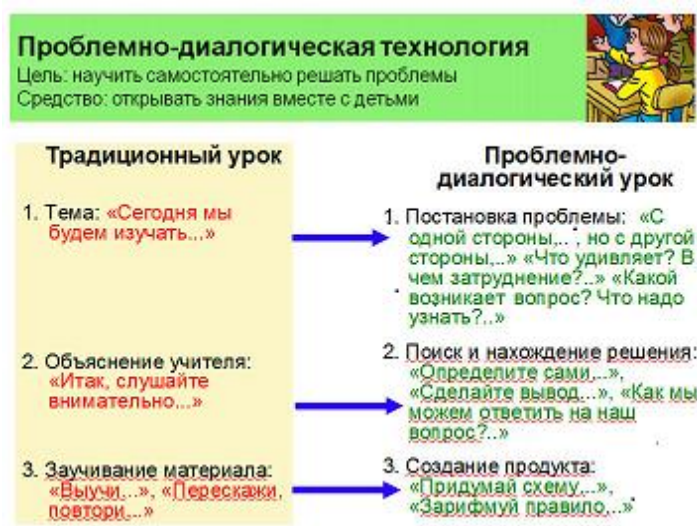 Проблемно-диалогическая технология
Цель: научить самостоятельно решать проблемы
Средство: открывать знания вместе с детьми
Традиционный урок
1. Тема: «Сегодня мы
будем изучать...»
2. Объяснение учителя:
«Итак, слушайте
внимательно...»
3. Заучивание материала:
«Выучи...», «Перескажи,
повтори...»
Проблемно-
диалогический урок
1. Постановка проблемы: «С
одной стороны,.. , но с другой
стороны,..» «Что удивляет? В
чем затруднение?..» «Какой
возникает вопрос? Что надо
узнать?..»
2. Поиск и нахождение решения:
«Определите сами,..»,
«Сделайте вывод...», «Как мы
можем ответить на наш
вопрос?..»
3. Создание продукта:
«Придумай схему...»,
«Зарифмуй правило...»